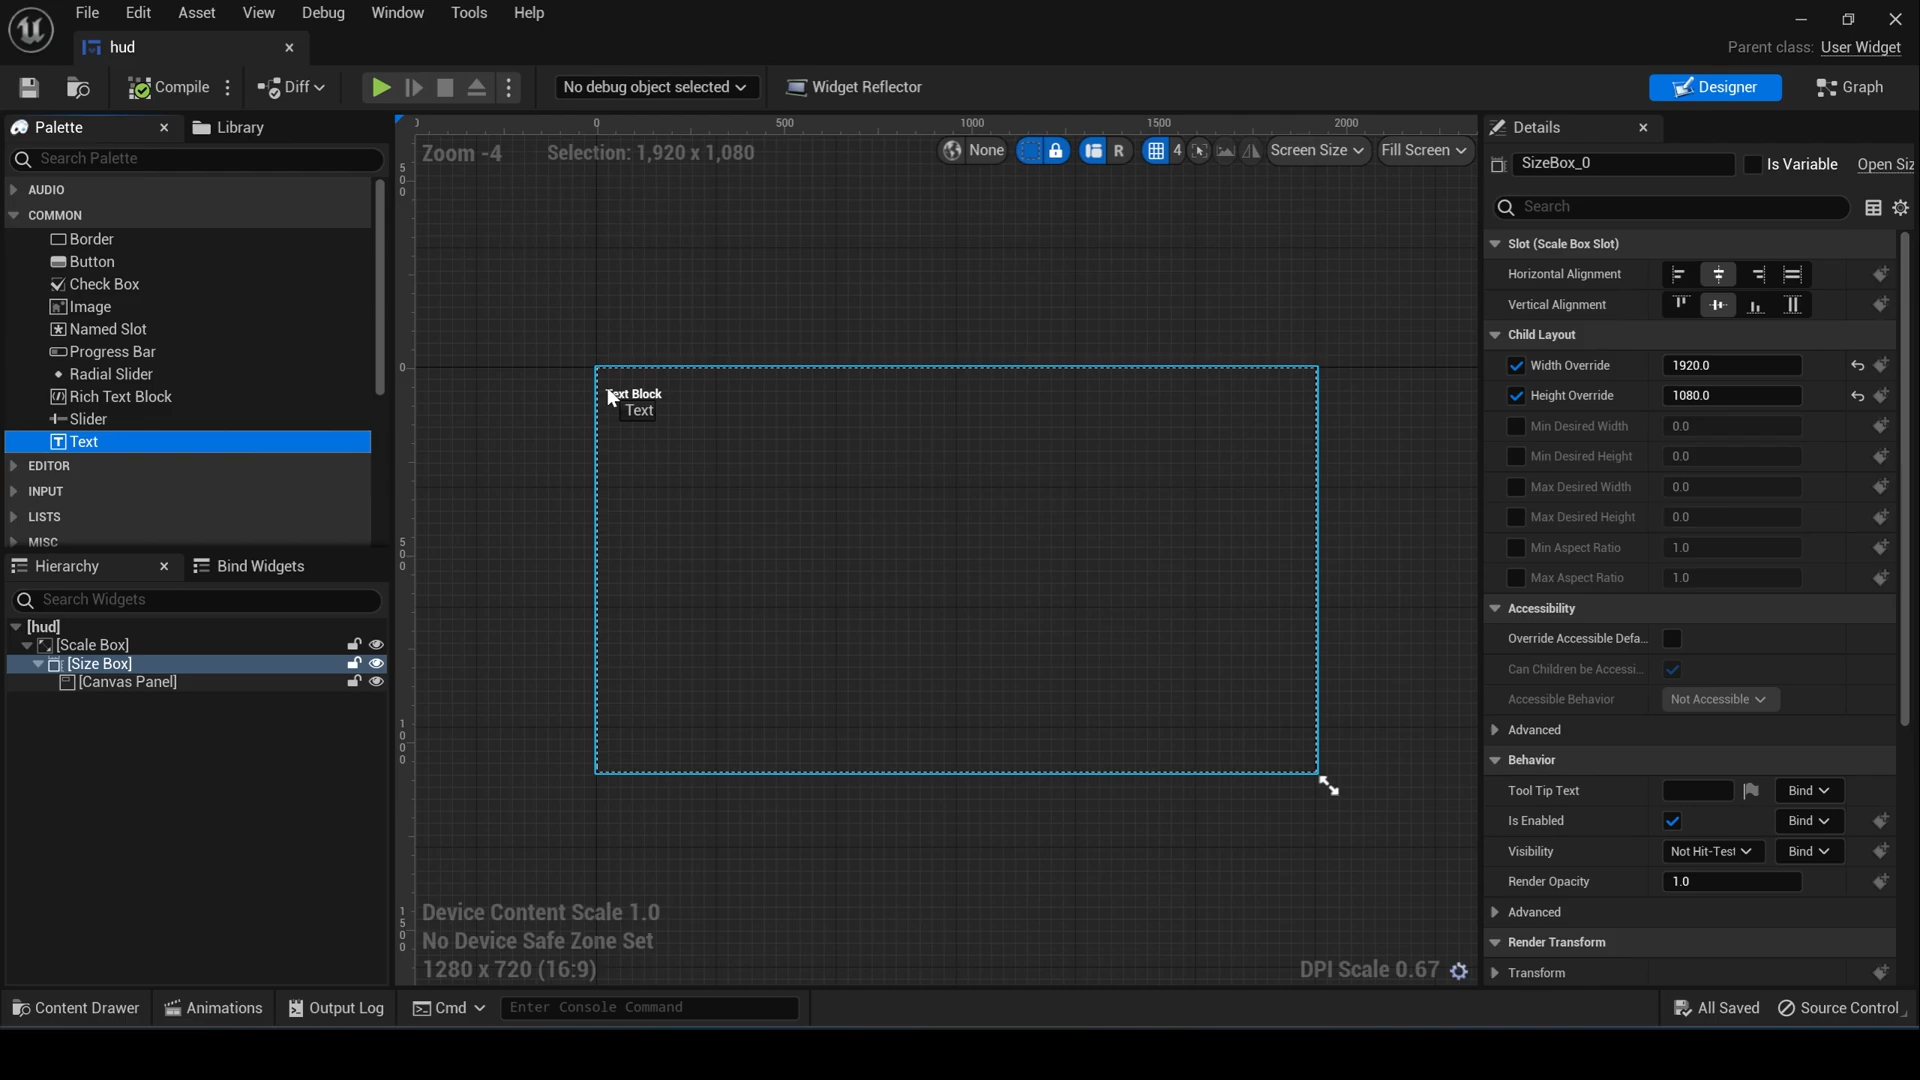 File Edit Asset View Debug Window Tools Help
hud
Parent class: User Widget
Compile Diff No debug object selected Widget Reflector Designer Graph
Palette Library
Search Palette
AUDIO
COMMON
Border
Button
Check Box
Image
Named Slot
Progress Bar
Radial Slider
Rich Text Block
Slider
Text
EDITOR
INPUT
LISTS
MISC
Hierarchy Bind Widgets
Search Widgets
[hud]
[Scale Box]
[Size Box]
[Canvas Panel]
0 500 1000 1500 2000
Zoom -4 Selection: 1,920 x 1,080 None R 4 Screen Size Fill Screen
500
0
500
1000
1500
Text Block
Text
Device Content Scale 1.0
No Device Safe Zone Set
1280 x 720 (16:9)
DPI Scale 0.67
Details
SizeBox_0 Is Variable Open Siz
Search
Slot (Scale Box Slot)
Horizontal Alignment
Vertical Alignment
Child Layout
Width Override 1920.0
Height Override 1080.0
Min Desired Width 0.0
Min Desired Height 0.0
Max Desired Width 0.0
Max Desired Height 0.0
Min Aspect Ratio 1.0
Max Aspect Ratio 1.0
Accessibility
Override Accessible Defa...
Can Children be Accessi...
Accessible Behavior Not Accessible
Advanced
Behavior
Tool Tip Text Bind
Is Enabled Bind
Visibility Not Hit-Test Bind
Render Opacity 1.0
Advanced
Render Transform
Transform
Content Drawer Animations Output Log Cmd Enter Console Command All Saved Source Control